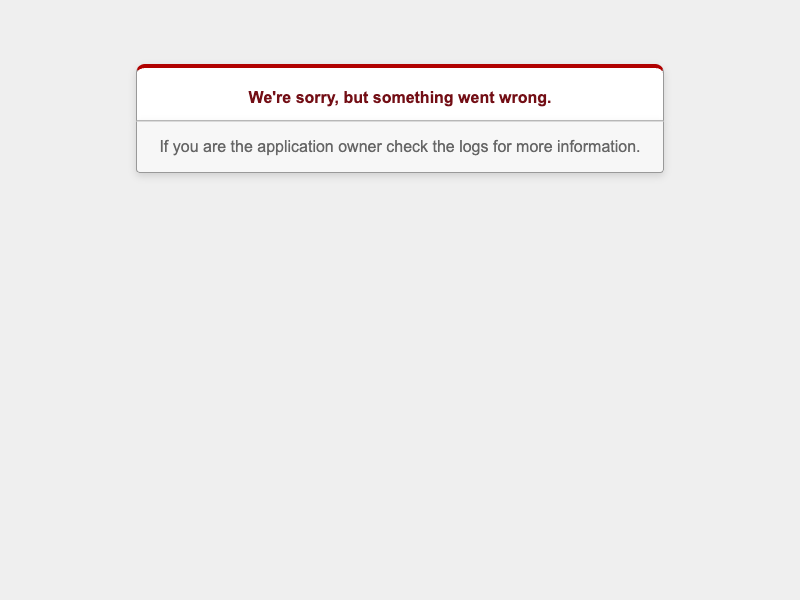 We're sorry, but something went wrong.
If you are the application owner check the logs for more information.